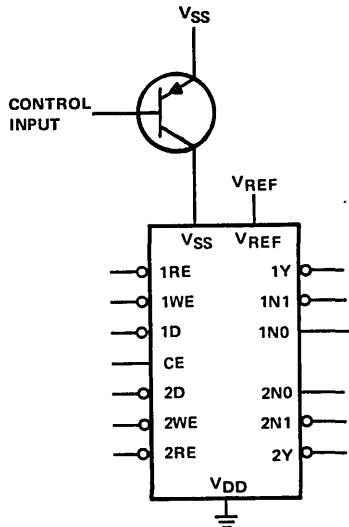 VSS
CONTROL
INPUT
VREF
VSS VREF
1RE 1Y
1WE 1N1
1D 1N0
CE
2D 2N0
2WE 2N1
2RE 2Y
VDD